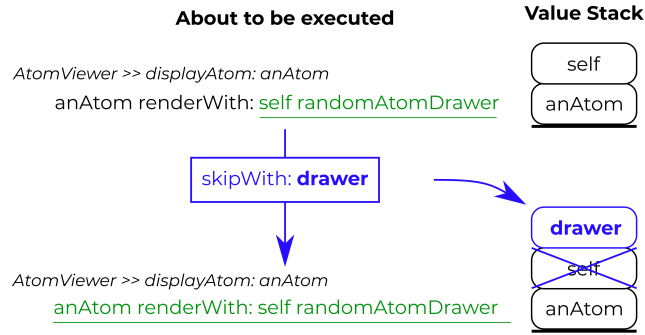 About to be executed
Value Stack
AtomViewer >> displayAtom: anAtom
anAtom renderWith: self randomAtomDrawer
self
anAtom
skipWith: drawer
drawer
self
anAtom
AtomViewer >> displayAtom: anAtom
anAtom renderWith: self randomAtomDrawer